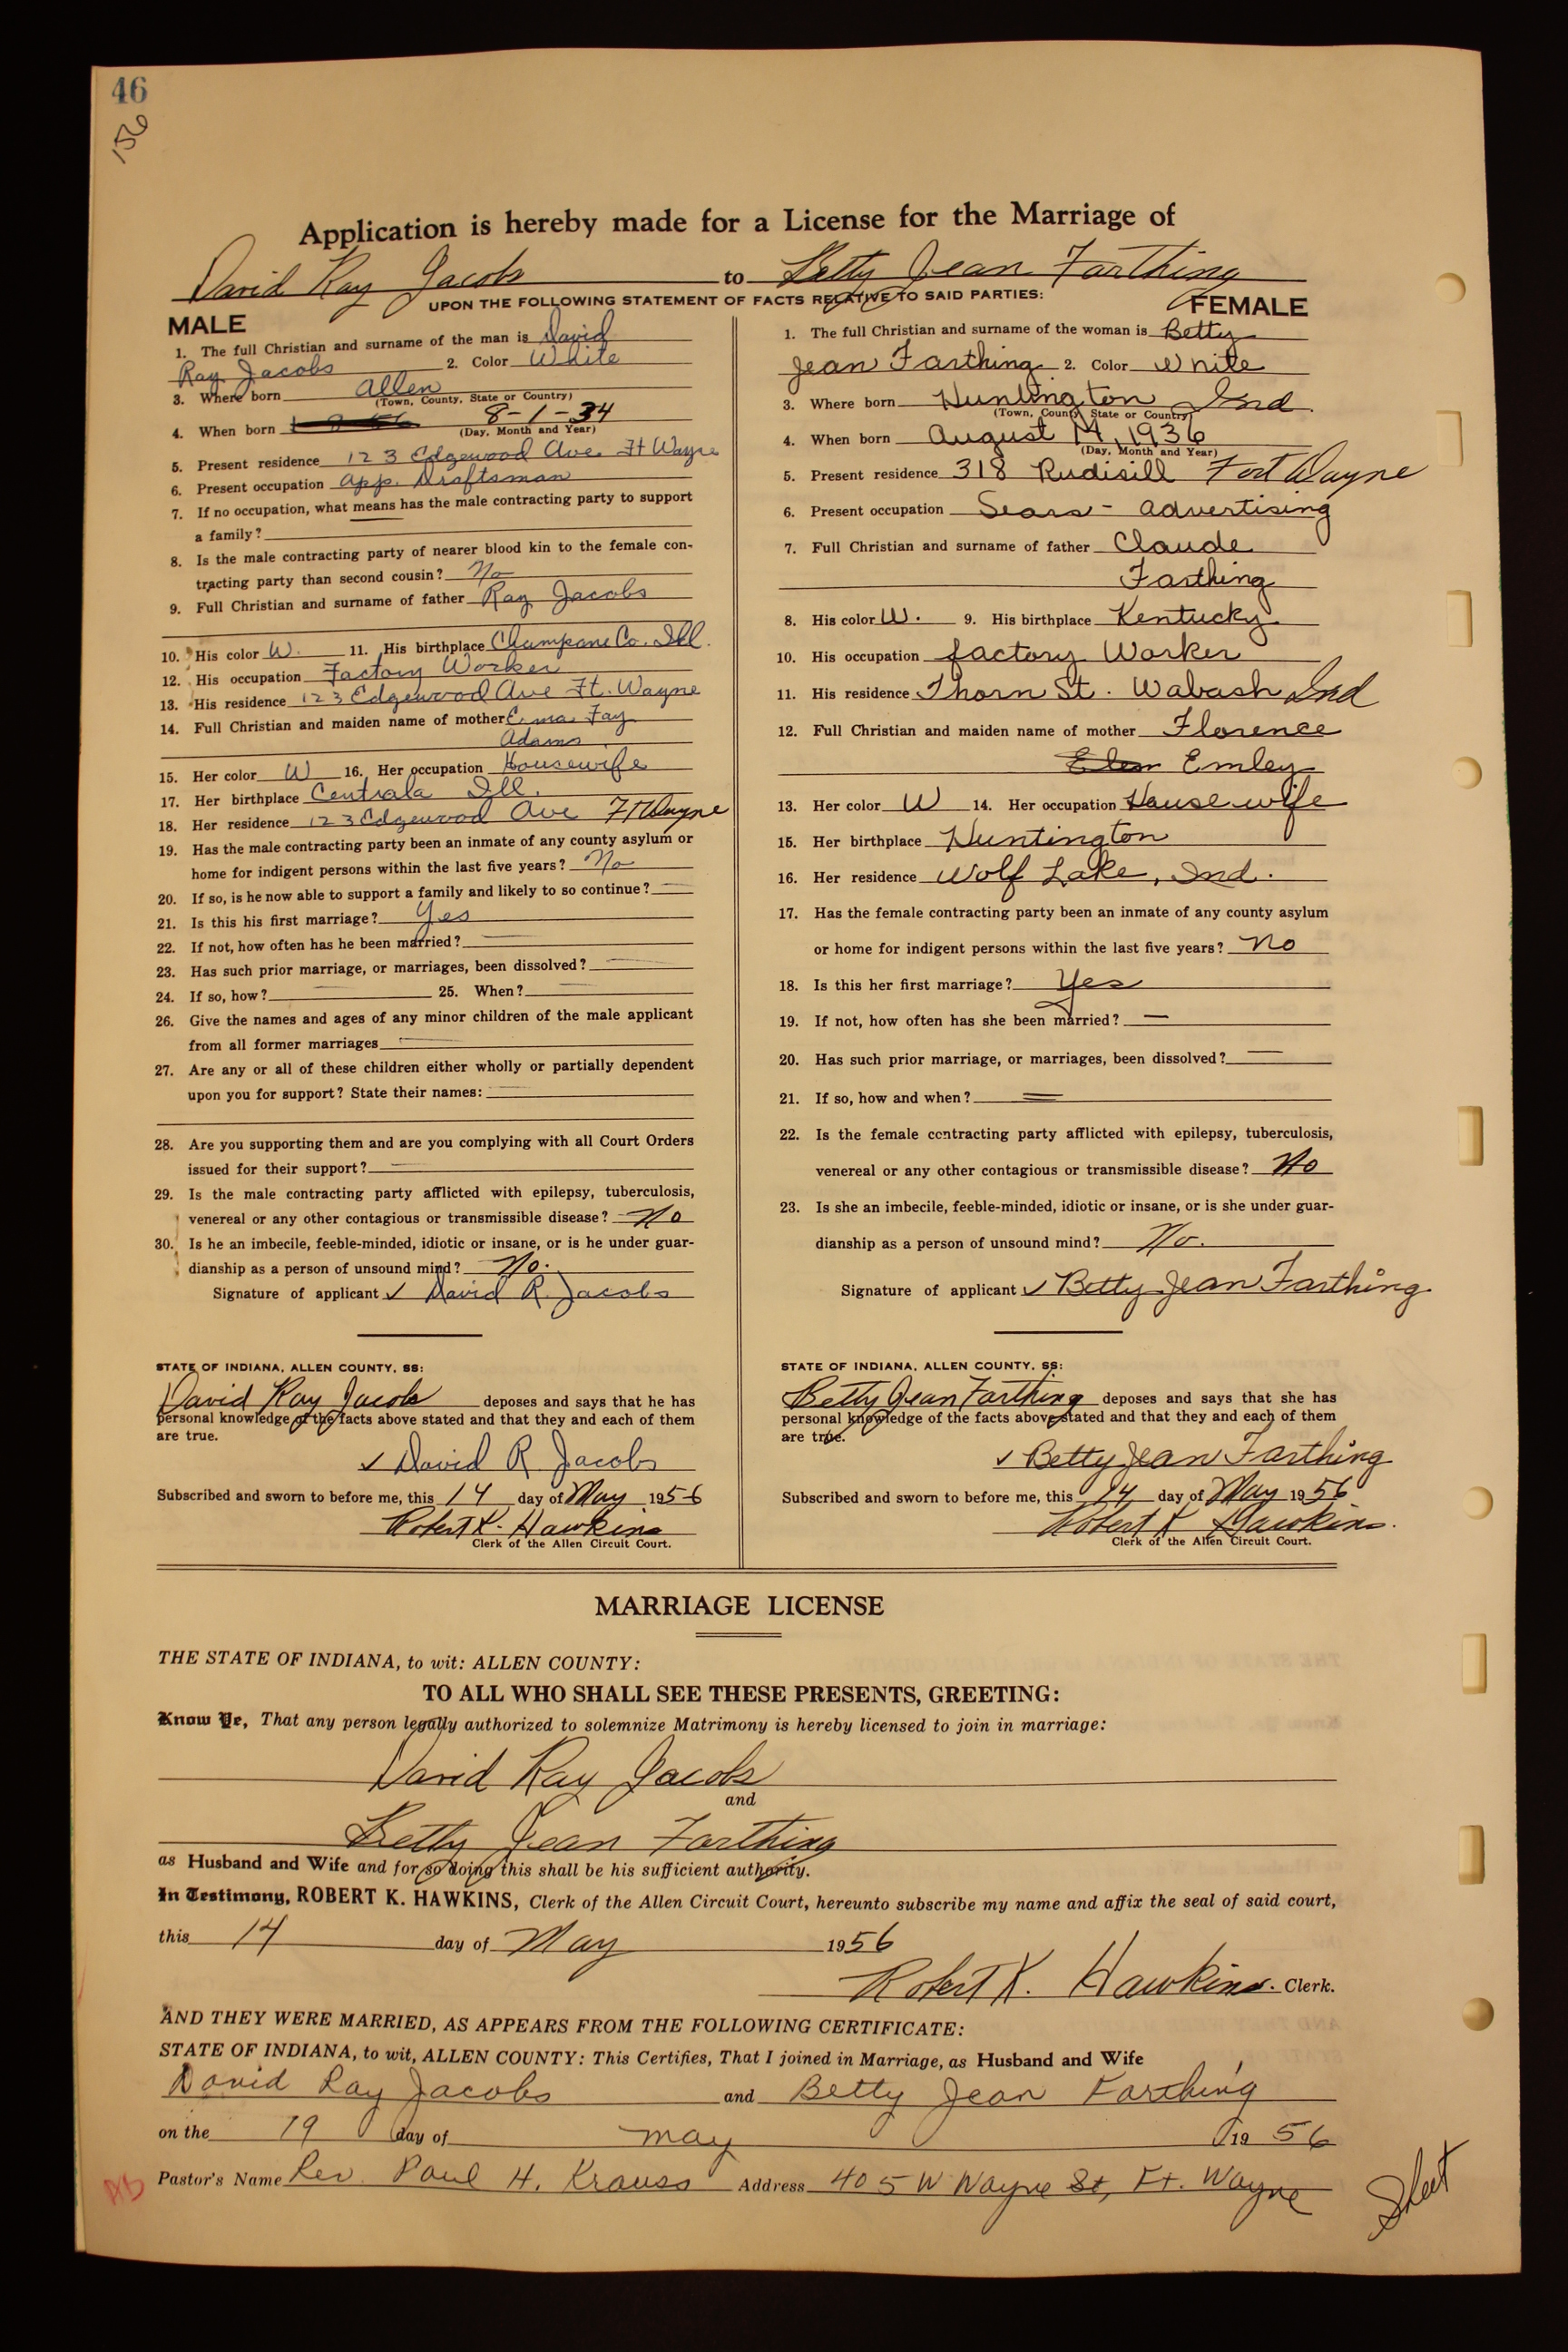 46
156
Application is hereby made for a License for the Marriage of
David Ray Jacobs to Betty Jean Farthing
UPON THE FOLLOWING STATEMENT OF FACTS RELATIVE TO SAID PARTIES:
MALE
1. The full Christian and surname of the man is David
Ray Jacobs 2. Color White
3. Where born Allen
(Town, County, State or Country)
4. When born 8-1-34
(Day, Month and Year)
5. Present residence 123 Edgewood Ave. Ft Wayne
6. Present occupation App. Draftsman
7. If no occupation, what means has the male contracting party to support
a family?
8. Is the male contracting party of nearer blood kin to the female con-
tracting party than second cousin? No
9. Full Christian and surname of father Ray Jacobs
10. His color W. 11. His birthplace Champane Co. Ill.
12. His occupation Factory Worker
13. His residence 123 Edgewood Ave Ft. Wayne
14. Full Christian and maiden name of mother Erma Fay
Adams
15. Her color W 16. Her occupation Housewife
17. Her birthplace Centrala Ill.
18. Her residence 123 Edgewood Ave Ft Wayne
19. Has the male contracting party been an inmate of any county asylum or
home for indigent persons within the last five years? No
20. If so, is he now able to support a family and likely to so continue? —
21. Is this his first marriage? Yes
22. If not, how often has he been married? —
23. Has such prior marriage, or marriages, been dissolved? —
24. If so, how? — 25. When? —
26. Give the names and ages of any minor children of the male applicant
from all former marriages —
27. Are any or all of these children either wholly or partially dependent
upon you for support? State their names: —
28. Are you supporting them and are you complying with all Court Orders
issued for their support? —
29. Is the male contracting party afflicted with epilepsy, tuberculosis,
venereal or any other contagious or transmissible disease? No
30. Is he an imbecile, feeble-minded, idiotic or insane, or is he under guar-
dianship as a person of unsound mind? No.
Signature of applicant ✓ David R. Jacobs
STATE OF INDIANA, ALLEN COUNTY, SS:
David Ray Jacobs deposes and says that he has
personal knowledge of the facts above stated and that they and each of them
are true.
✓ David R Jacobs
Subscribed and sworn to before me, this 14 day of May 1956
Robert K. Hawkins
Clerk of the Allen Circuit Court.
FEMALE
1. The full Christian and surname of the woman is Betty
Jean Farthing 2. Color White
3. Where born Huntington Ind.
(Town, County, State or Country)
4. When born August 14, 1936
(Day, Month and Year)
5. Present residence 318 Rudisill Fort Wayne
6. Present occupation Sears - Advertising
7. Full Christian and surname of father Claude
Farthing
8. His color W. 9. His birthplace Kentucky
10. His occupation factory Worker
11. His residence Thorn St. Wabash Ind
12. Full Christian and maiden name of mother Florence
Emley
13. Her color W 14. Her occupation Housewife
15. Her birthplace Huntington
16. Her residence Wolf Lake, Ind.
17. Has the female contracting party been an inmate of any county asylum
or home for indigent persons within the last five years? No
18. Is this her first marriage? Yes
19. If not, how often has she been married? —
20. Has such prior marriage, or marriages, been dissolved? —
21. If so, how and when? —
22. Is the female contracting party afflicted with epilepsy, tuberculosis,
venereal or any other contagious or transmissible disease? No
23. Is she an imbecile, feeble-minded, idiotic or insane, or is she under guar-
dianship as a person of unsound mind? No.
Signature of applicant ✓ Betty Jean Farthing
STATE OF INDIANA, ALLEN COUNTY, SS:
Betty Jean Farthing deposes and says that she has
personal knowledge of the facts above stated and that they and each of them
are true.
✓ Betty Jean Farthing
Subscribed and sworn to before me, this 14 day of May 1956
Robert K Hawkins.
Clerk of the Allen Circuit Court.
MARRIAGE LICENSE
THE STATE OF INDIANA, to wit: ALLEN COUNTY:
TO ALL WHO SHALL SEE THESE PRESENTS, GREETING:
Know Ye, That any person legally authorized to solemnize Matrimony is hereby licensed to join in marriage:
David Ray Jacobs
and
Betty Jean Farthing
as Husband and Wife and for so doing this shall be his sufficient authority.
In Testimony, ROBERT K. HAWKINS, Clerk of the Allen Circuit Court, hereunto subscribe my name and affix the seal of said court,
this 14 day of May 1956
Robert K. Hawkins. Clerk.
AND THEY WERE MARRIED, AS APPEARS FROM THE FOLLOWING CERTIFICATE:
STATE OF INDIANA, to wit, ALLEN COUNTY: This Certifies, That I joined in Marriage, as Husband and Wife
David Ray Jacobs and Betty Jean Farthing
on the 19 day of May 1956
Pastor's Name Rev. Paul H. Krauss Address 405 W Wayne St, Ft. Wayne
AB